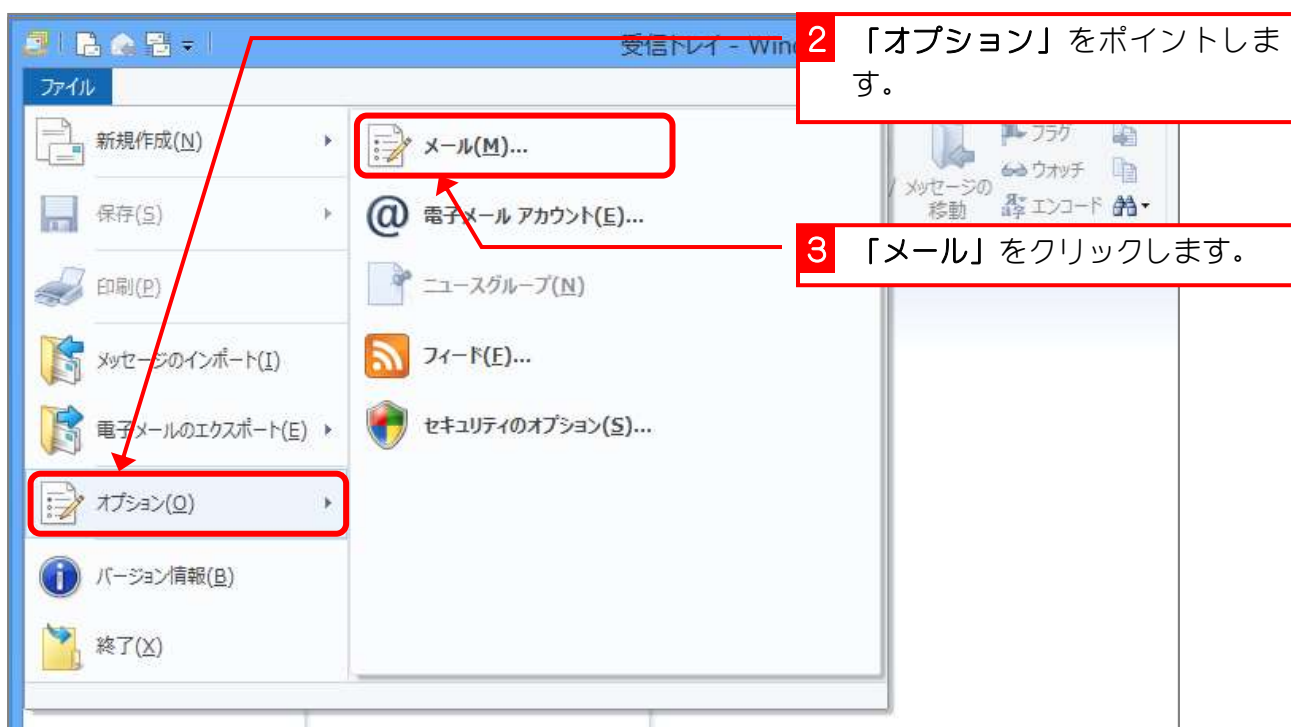 受信トレイ - Wind
2 「オプション」をポイントしま
す。
ファイル
新規作成(N)
保存(S)
印刷(P)
メッセージのインポート(I)
電子メールのエクスポート(E)
オプション(O)
バージョン情報(B)
終了(X)
メール(M)...
電子メール アカウント(E)...
ニュースグループ(N)
フィード(F)...
セキュリティのオプション(S)...
フラグ
ウォッチ
メッセージの
移動
エンコード
3 「メール」をクリックします。